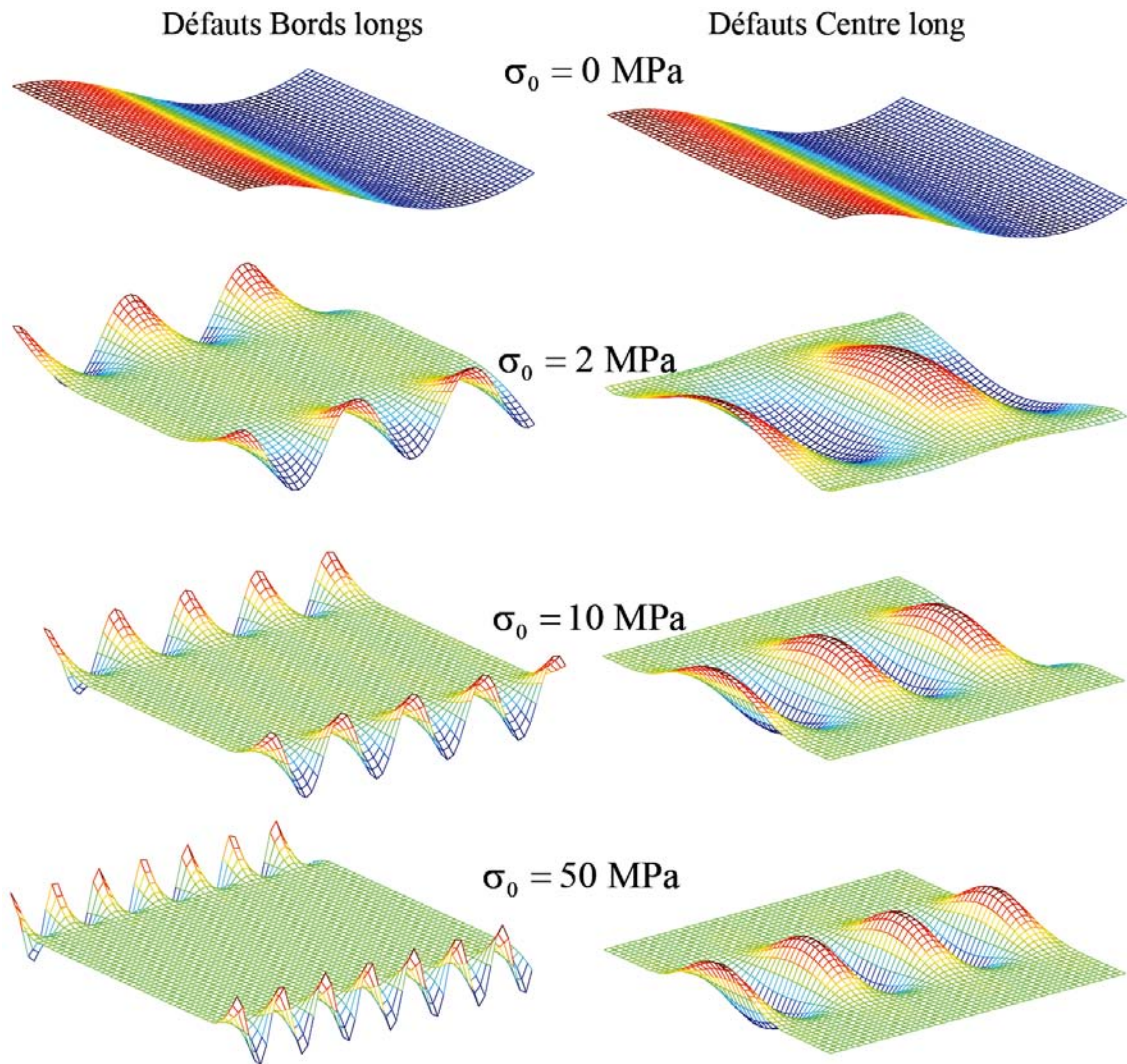 Défauts Bords longs
Défauts Centre long
σ₀ = 0 MPa
σ₀ = 2 MPa
σ₀ = 10 MPa
σ₀ = 50 MPa